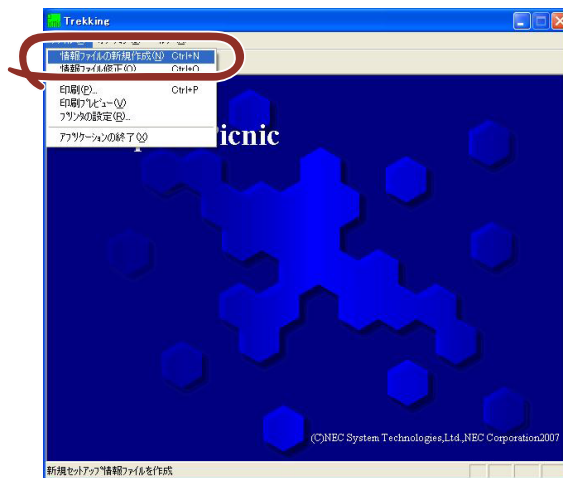 Trekking
情報ファイルの新規作成(N) Ctrl+N
情報ファイル修正(O) Ctrl+O
印刷(P)... Ctrl+P
印刷プレビュー(V)
プリンタの設定(R)...
アプリケーションの終了(X)
icnic
(C)NEC System Technologies,Ltd.,NEC Corporation2007
新規セットアップ情報ファイルを作成